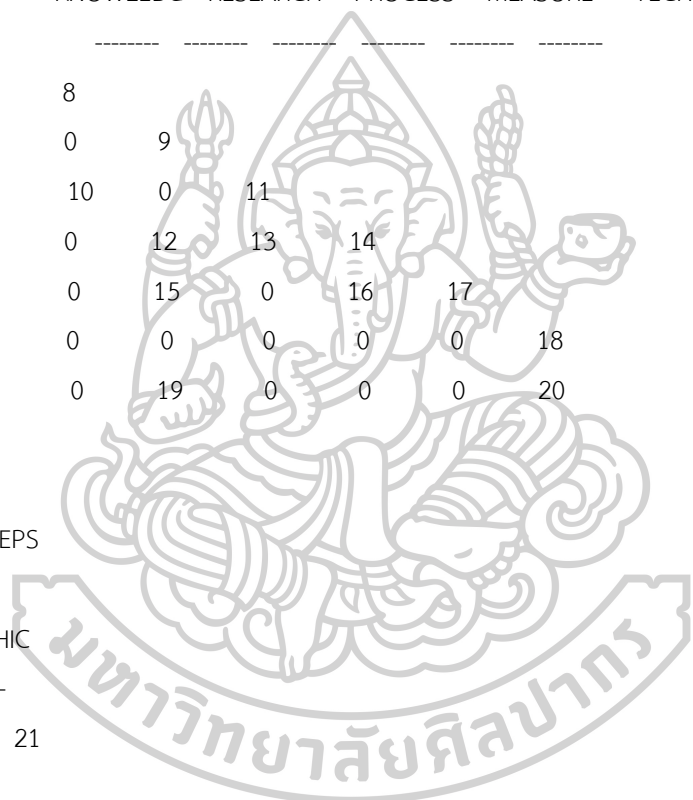 KNOWLEDG RESEARCH PROCESS MEASURE TECH
-------- -------- -------- -------- -------- --------
8
0 9
10 0 11
0 12 13 14
0 15 0 16 17
0 0 0 0 0 18
0 19 0 0 0 20
EPS
HIC
-
21
มหาวิทยาลัยศิลปากร